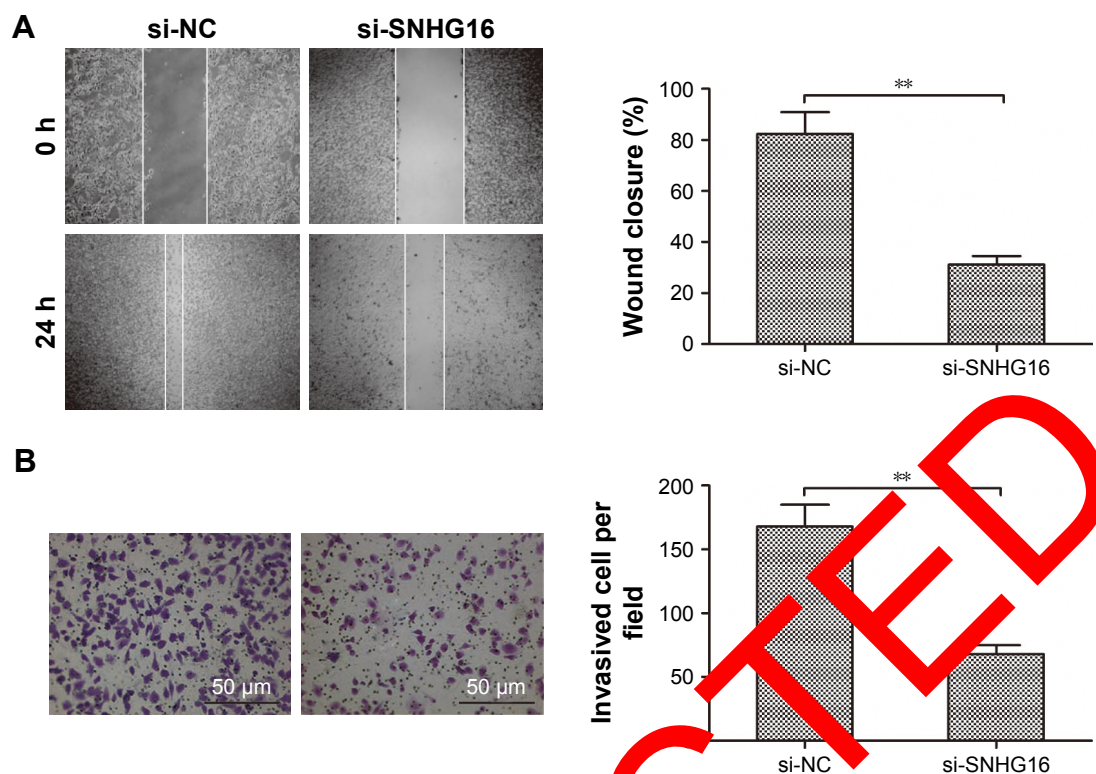 A
si-NC
si-SNHG16
0 h
24 h
Wound closure (%)
100
80
60
40
20
0
**
si-NC
si-SNHG16
B
50 µm
50 µm
Invasived cell per
field
200
150
100
50
**
si-NC
si-SNHG16
CTED